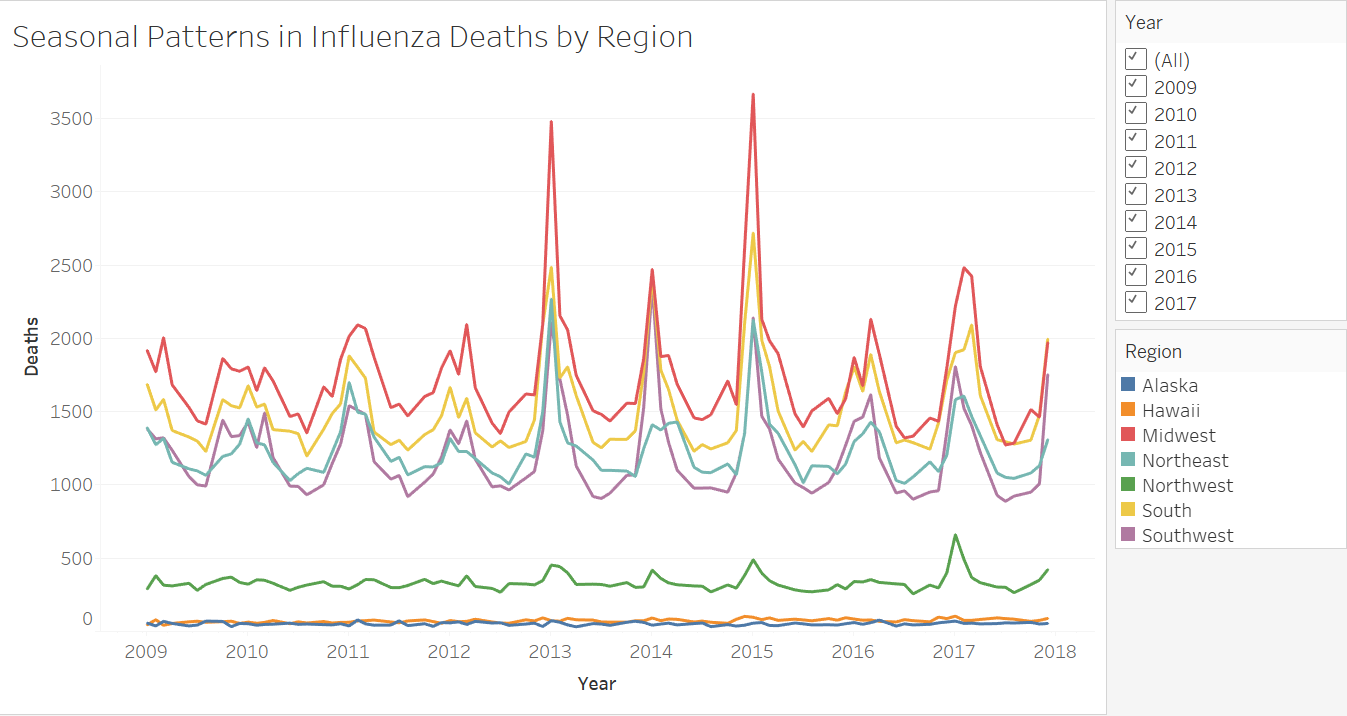 Seasonal Patterns in Influenza Deaths by Region
3500
3000
2500
2000
1500
1000
500
0
Deaths
2009 2010 2011 2012 2013 2014 2015 2016 2017 2018
Year
Year
(All)
2009
2010
2011
2012
2013
2014
2015
2016
2017
Region
Alaska
Hawaii
Midwest
Northeast
Northwest
South
Southwest